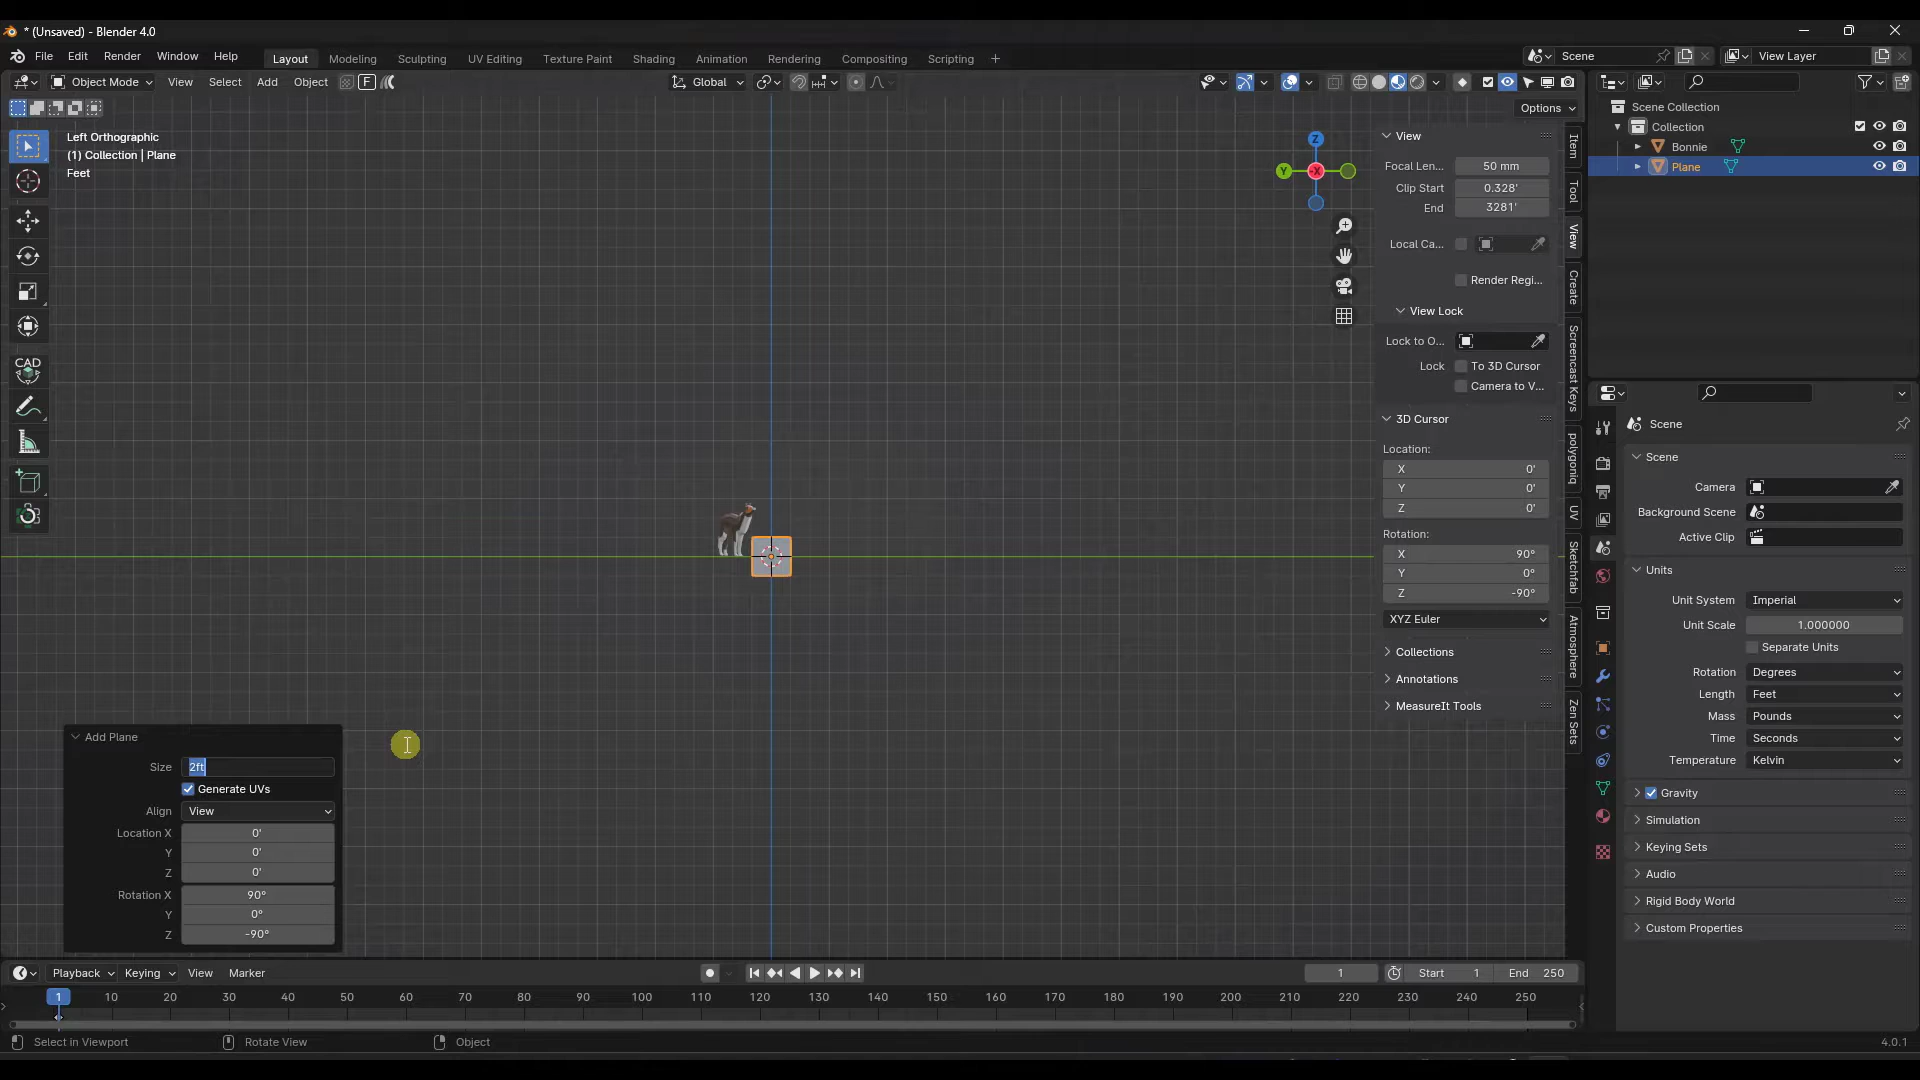 * (Unsaved) - Blender 4.0
File Edit Render Window Help
Layout Modeling Sculpting UV Editing Texture Paint Shading Animation Rendering Compositing Scripting +
Scene
View Layer
Object Mode View Select Add Object F
Global
Options
Left Orthographic
(1) Collection | Plane
Feet
CAD
Z
Y
-X
View
Focal Len... 50 mm
Clip Start 0.328'
End 3281'
Local Ca...
Render Regi...
View Lock
Lock to O...
Lock To 3D Cursor
Camera to V...
3D Cursor
Location:
X 0'
Y 0'
Z 0'
Rotation:
X 90°
Y 0°
Z -90°
XYZ Euler
Collections
Annotations
MeasureIt Tools
Item
Tool
View
Create
Screencast Keys
polygoniq
UV
Sketchfab
Atmosphere
Zen Sets
Scene Collection
Collection
Bonnie
Plane
Scene
Scene
Camera
Background Scene
Active Clip
Units
Unit System Imperial
Unit Scale 1.000000
Separate Units
Rotation Degrees
Length Feet
Mass Pounds
Time Seconds
Temperature Kelvin
Gravity
Simulation
Keying Sets
Audio
Rigid Body World
Custom Properties
Add Plane
Size 2ft
Generate UVs
Align View
Location X 0'
Y 0'
Z 0'
Rotation X 90°
Y 0°
Z -90°
Playback Keying View Marker
1 Start 1 End 250
1 10 20 30 40 50 60 70 80 90 100 110 120 130 140 150 160 170 180 190 200 210 220 230 240 250
Select in Viewport Rotate View Object 4.0.1